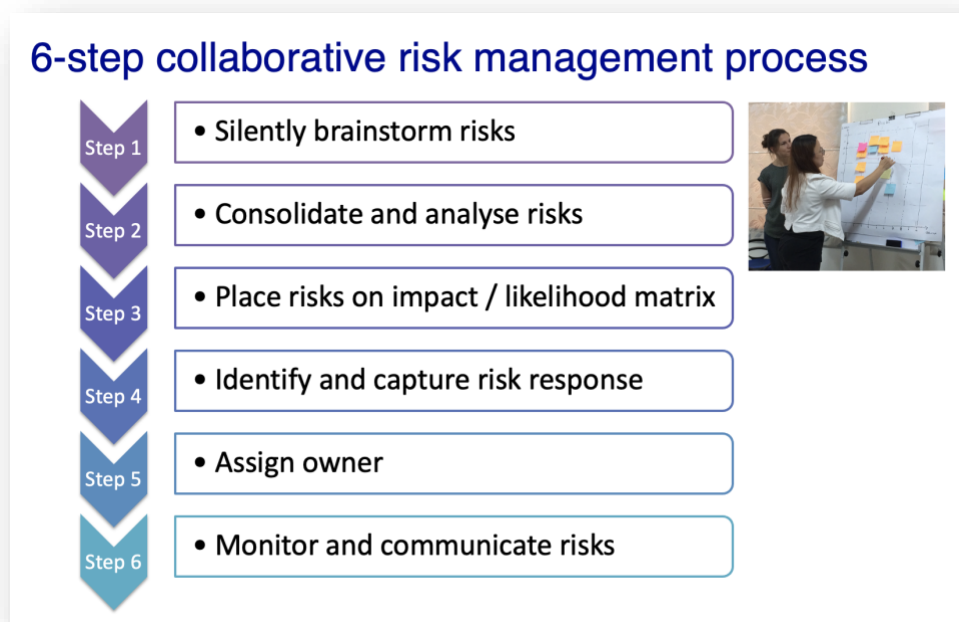 6-step collaborative risk management process
Step 1
• Silently brainstorm risks
Step 2
• Consolidate and analyse risks
Step 3
• Place risks on impact / likelihood matrix
Step 4
• Identify and capture risk response
Step 5
• Assign owner
Step 6
• Monitor and communicate risks